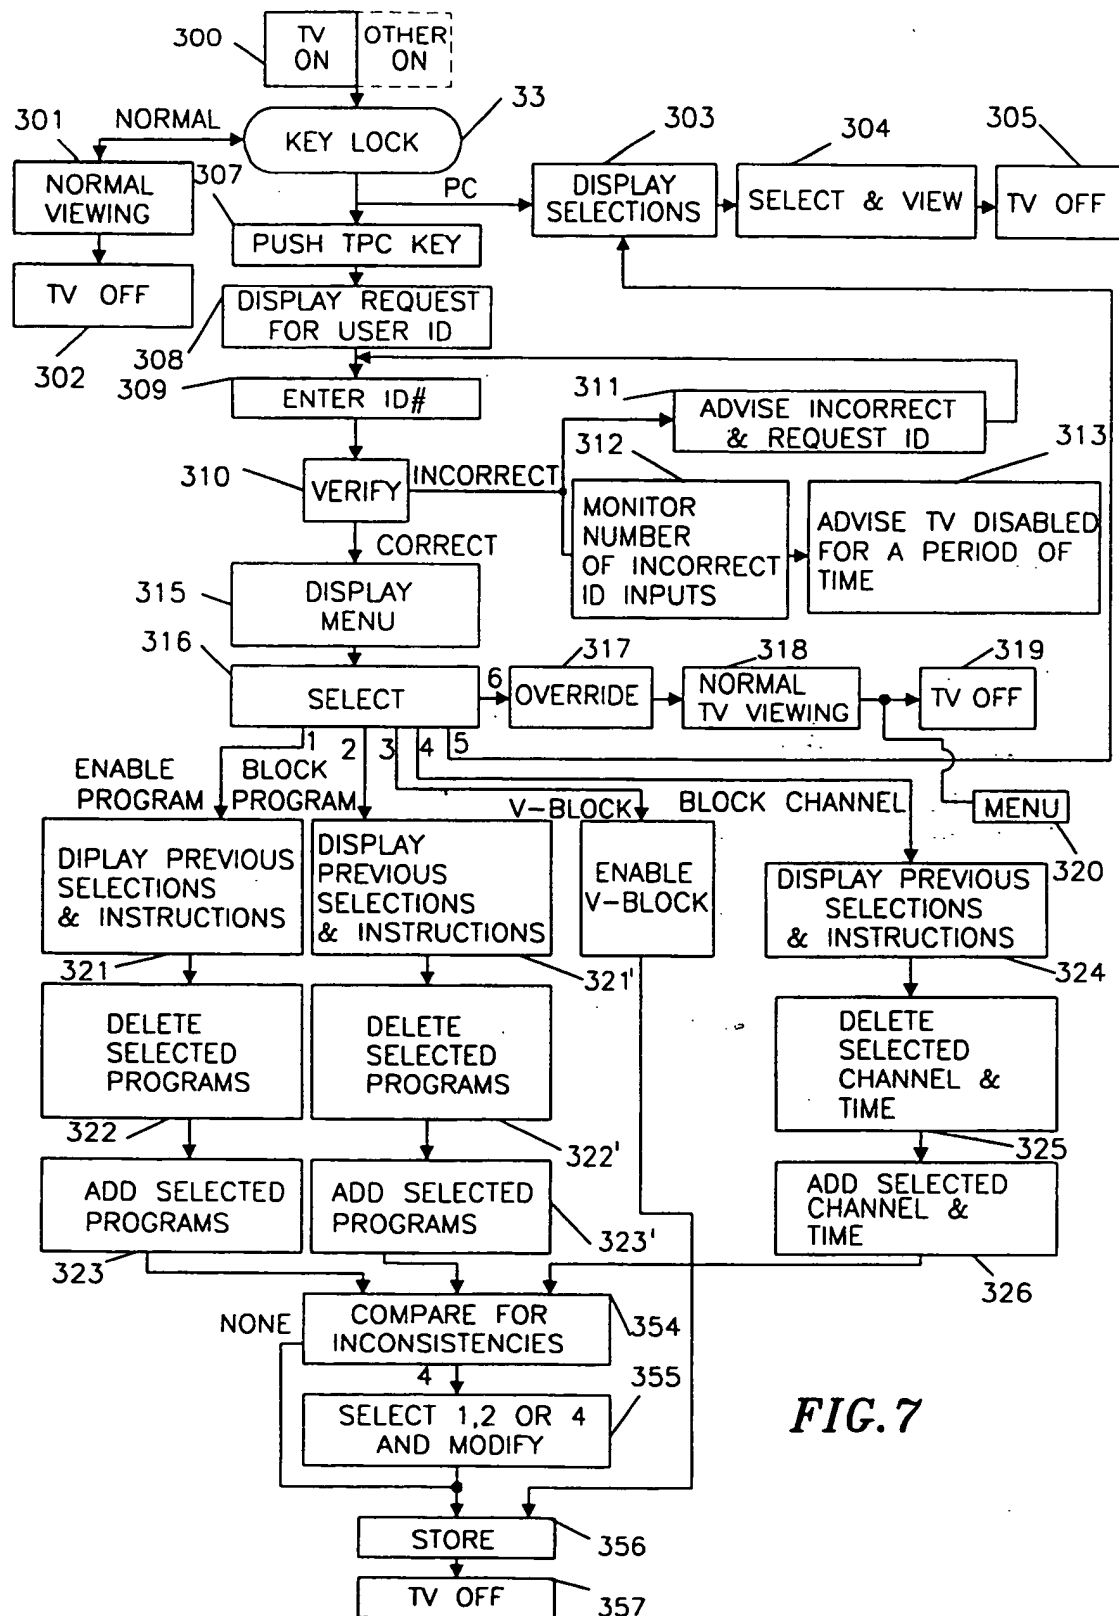 300
TV
ON
OTHER
ON
33
KEY LOCK
NORMAL
301
NORMAL
VIEWING
TV OFF
302
307
PC
303
DISPLAY
SELECTIONS
304
SELECT & VIEW
305
TV OFF
PUSH TPC KEY
DISPLAY REQUEST
FOR USER ID
308
309
ENTER ID#
310
VERIFY
INCORRECT
311
ADVISE INCORRECT
& REQUEST ID
312
MONITOR
NUMBER
OF INCORRECT
ID INPUTS
313
ADVISE TV DISABLED
FOR A PERIOD OF
TIME
CORRECT
315
DISPLAY
MENU
316
SELECT
6
317
OVERRIDE
318
NORMAL
TV VIEWING
319
TV OFF
1
2
3
4
5
MENU
320
ENABLE
PROGRAM
BLOCK
PROGRAM
V-BLOCK
BLOCK CHANNEL
DIPLAY PREVIOUS
SELECTIONS
& INSTRUCTIONS
321
DISPLAY
PREVIOUS
SELECTIONS
& INSTRUCTIONS
321'
ENABLE
V-BLOCK
DISPLAY PREVIOUS
SELECTIONS
& INSTRUCTIONS
324
DELETE
SELECTED
PROGRAMS
322
DELETE
SELECTED
PROGRAMS
322'
DELETE
SELECTED
CHANNEL &
TIME
325
ADD SELECTED
PROGRAMS
323
ADD SELECTED
PROGRAMS
323'
ADD SELECTED
CHANNEL &
TIME
326
NONE
COMPARE FOR
INCONSISTENCIES
354
4
355
SELECT 1,2 OR 4
AND MODIFY
FIG.7
STORE
356
TV OFF
357